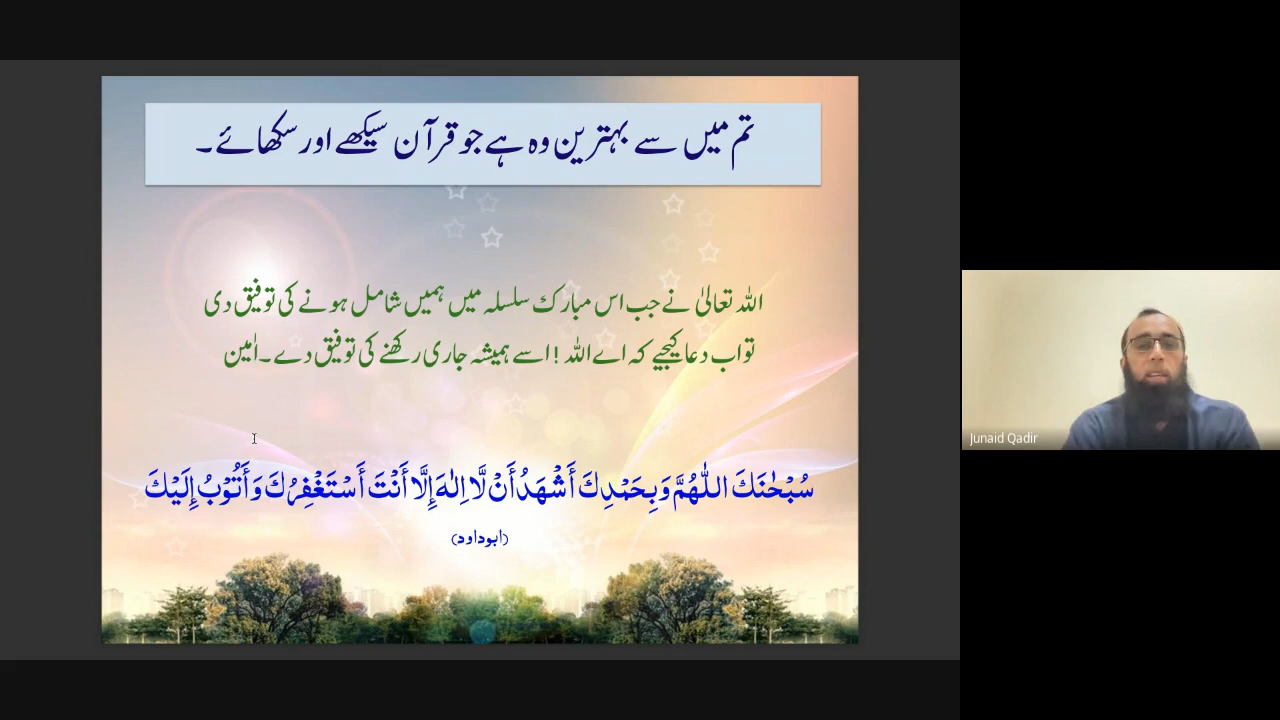 تم میں سے بہترین وہ ہے جو قرآن سیکھے اور سکھائے۔
اللہ تعالیٰ نے جب اس مبارک سلسلہ میں ہمیں شامل ہونے کی توفیق دی
تو اب دعا کیجیے کہ اے اللہ ! اسے ہمیشہ جاری رکھنے کی توفیق دے۔ اٰمین
سُبْحٰنَكَ اللّٰهُمَّ وَبِحَمْدِكَ أَشْهَدُ أَنْ لَّا اِلٰهَ إِلَّا أَنْتَ أَسْتَغْفِرُكَ وَأَتُوْبُ إِلَيْكَ
(ابوداود)
Junaid Qadir